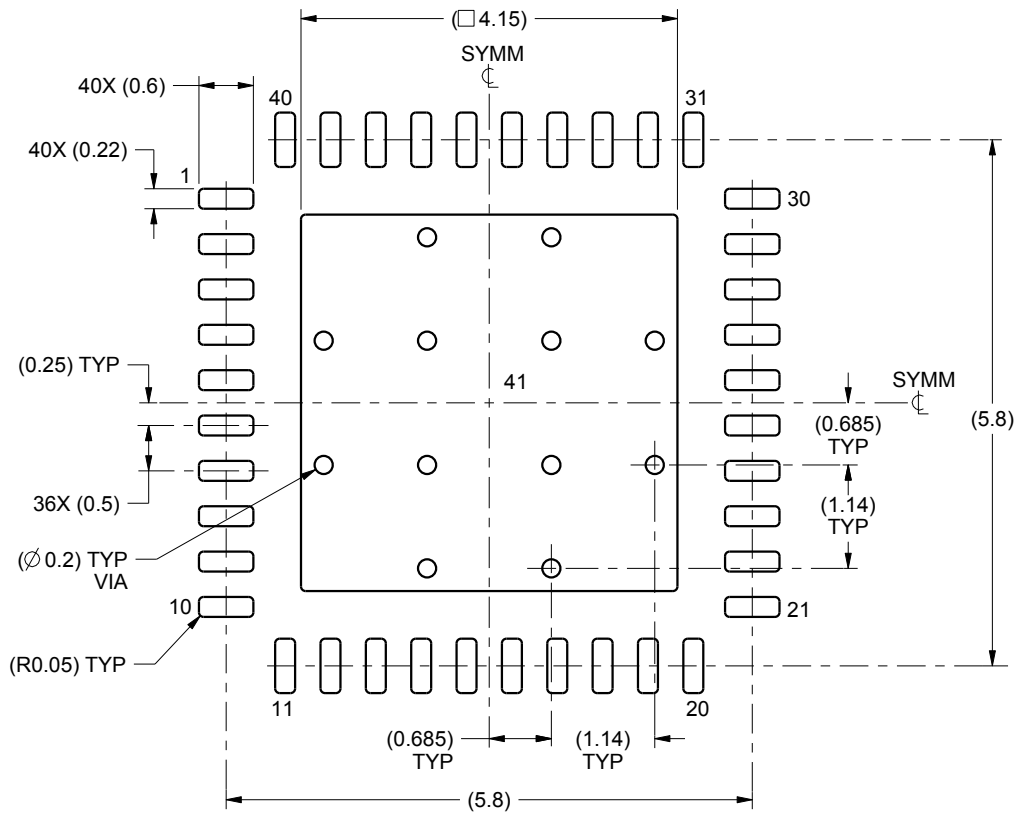 (□ 4.15)
SYMM
℄
40X (0.6)
40
31
40X (0.22)
1
30
(0.25) TYP
41
SYMM
℄
(0.685)
TYP
(5.8)
36X (0.5)
(1.14)
TYP
(∅ 0.2) TYP
VIA
10
21
(R0.05) TYP
11
20
(0.685)
TYP
(1.14)
TYP
(5.8)